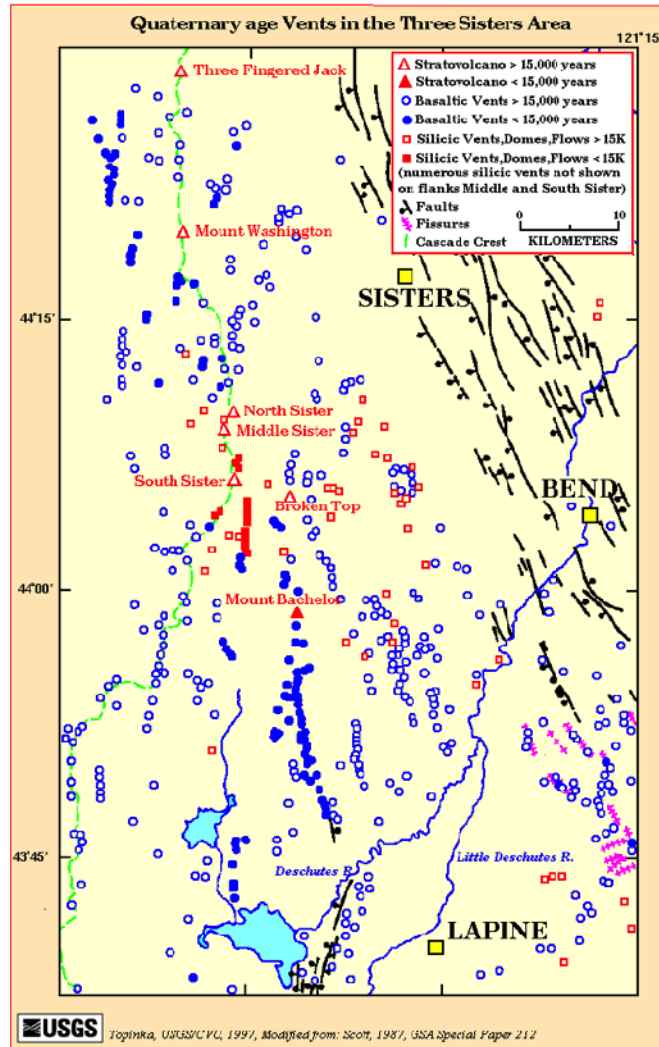 Quaternary age Vents in the Three Sisters Area
121°15'
Stratovolcano > 15,000 years
Stratovolcano < 15,000 years
Basaltic Vents > 15,000 years
Basaltic Vents < 15,000 years
Silicic Vents,Domes,Flows > 15K
Silicic Vents,Domes,Flows < 15K
(numerous silicic vents not shown
on flanks Middle and South Sister)
Faults
Fissures
Cascade Crest
0 10
KILOMETERS
Three Fingered Jack
Mount Washington
SISTERS
44°15'
North Sister
Middle Sister
South Sister
Broken Top
BEND
44°00'
Mount Bachelor
43°45'
Deschutes R
Little Deschutes R.
LAPINE
USGS
Topinka, USGS/CVO, 1997, Modified from: Scott, 1987, GSA Special Paper 212